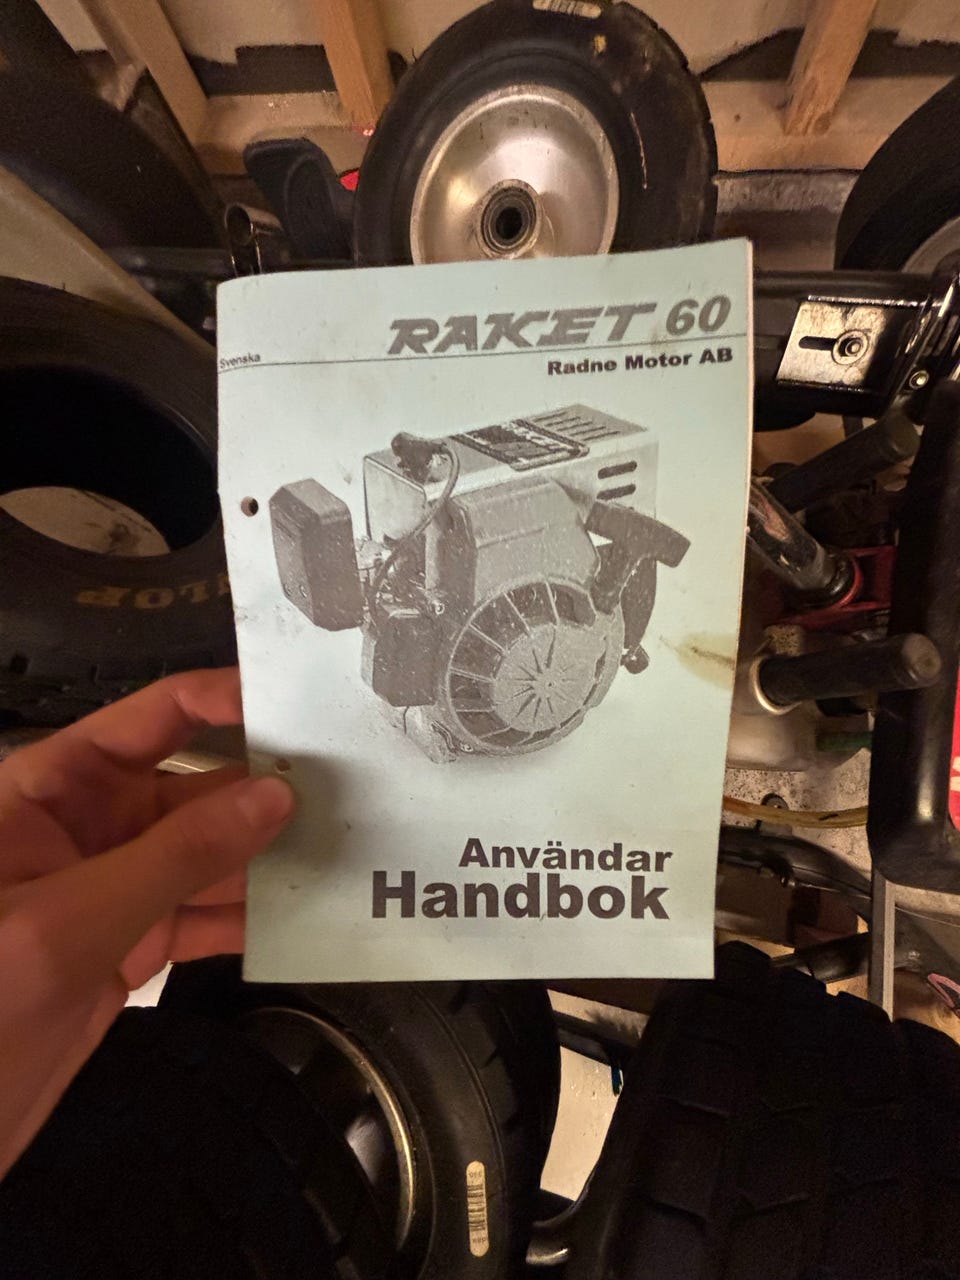 RAKET 60
Svenska
Radne Motor AB
Användar
Handbok